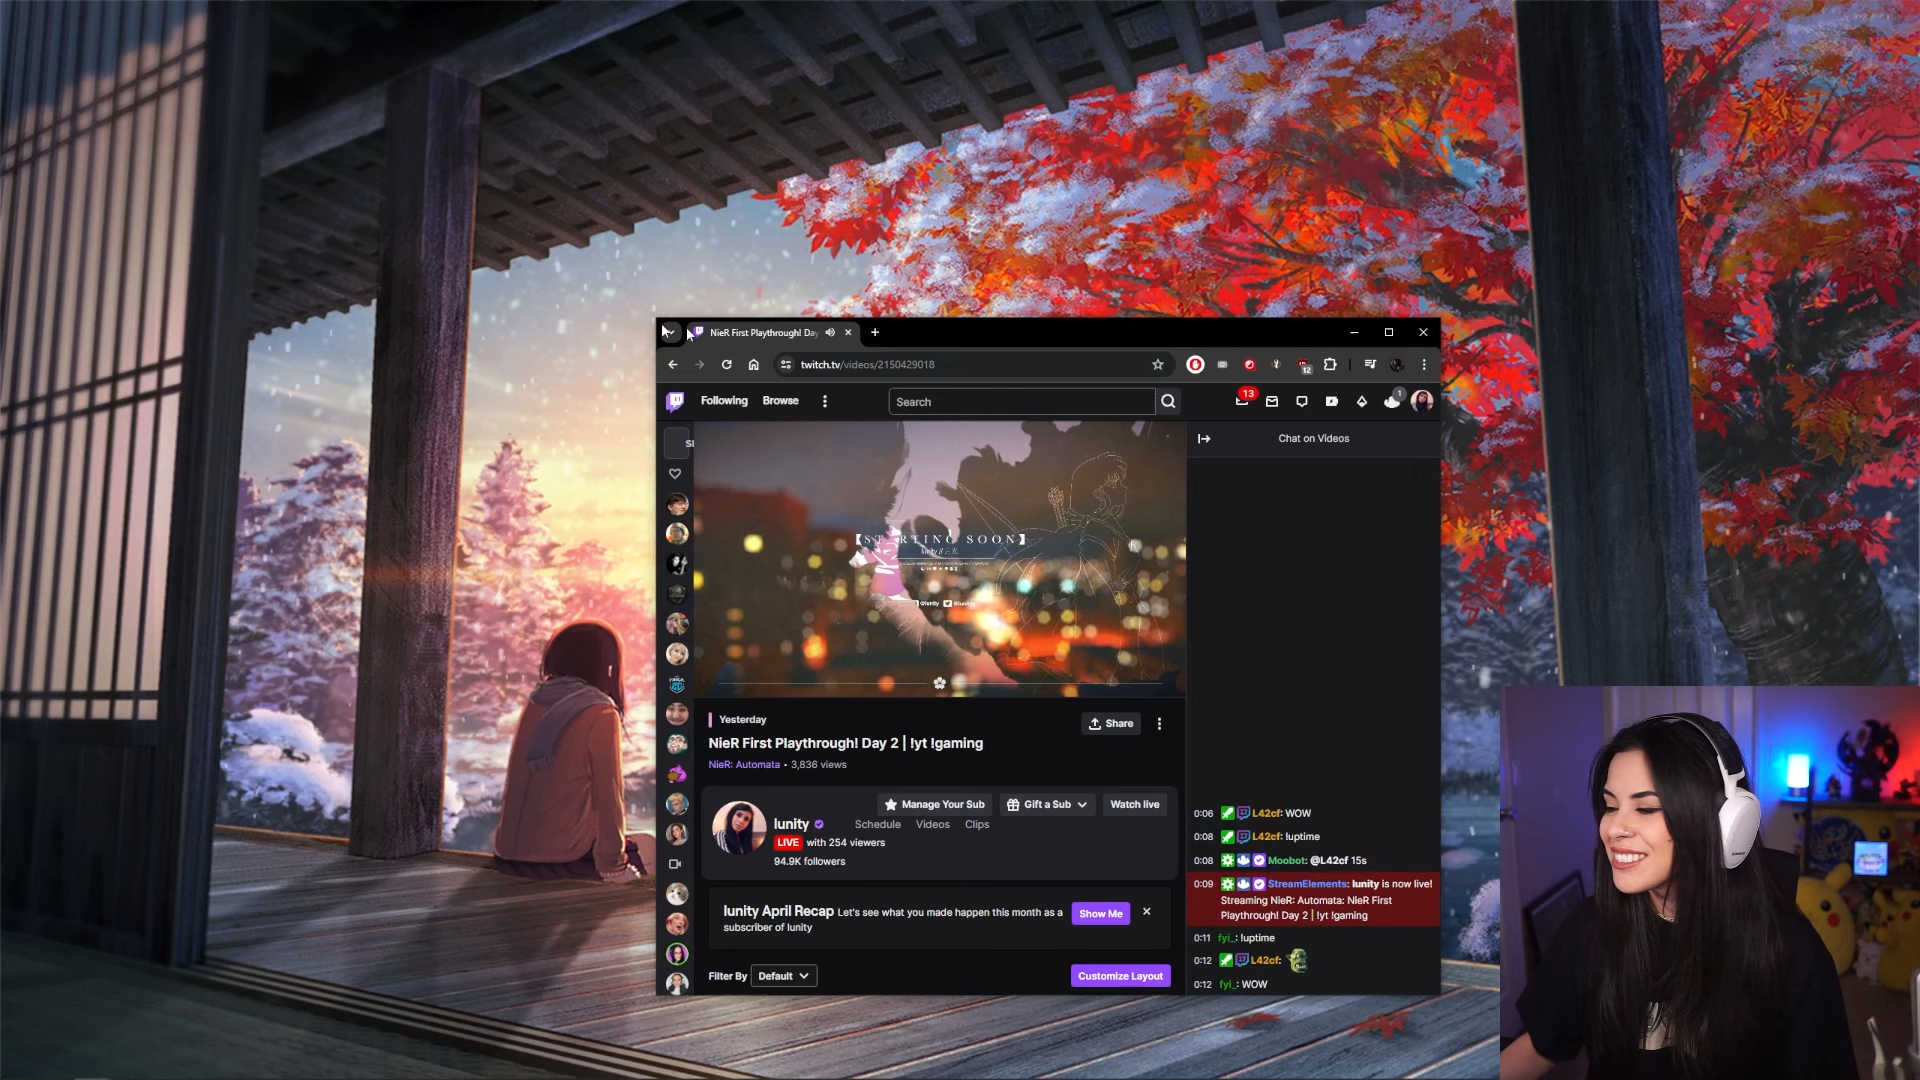 NieR First Playthrough! Day
twitch.tv/videos/2150429018
12
Following
Browse
Search
13
1
【STARTING SOON】
Chat on Videos
Yesterday
Share
NieR First Playthrough! Day 2 | !yt !gaming
NieR: Automata • 3,836 views
Manage Your Sub
Gift a Sub
Watch live
lunity
Schedule
Videos
Clips
LIVE with 254 viewers
94.9K followers
lunity April Recap Let's see what you made happen this month as a
subscriber of lunity
Show Me
Filter By
Default
Customize Layout
0:06 L42cf: WOW
0:08 L42cf: !uptime
0:08 Moobot: @L42cf 15s
0:09 StreamElements: lunity is now live!
Streaming NieR: Automata: NieR First
Playthrough! Day 2 | !yt !gaming
0:11 fyi_: !uptime
0:12 L42cf:
0:12 fyi_: WOW